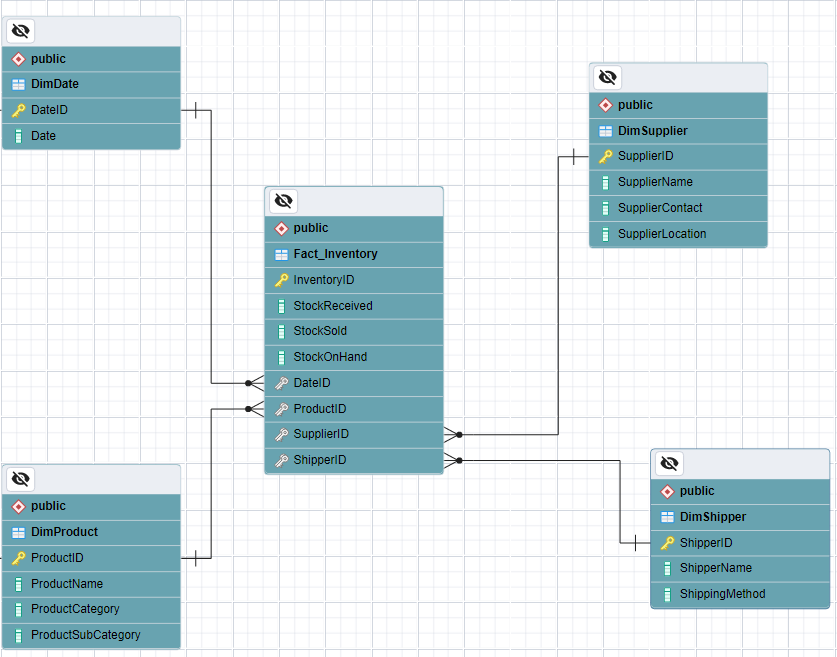 public
DimDate
DateID
Date
public
DimSupplier
SupplierID
SupplierName
SupplierContact
SupplierLocation
public
Fact_Inventory
InventoryID
StockReceived
StockSold
StockOnHand
DateID
ProductID
SupplierID
ShipperID
public
DimProduct
ProductID
ProductName
ProductCategory
ProductSubCategory
public
DimShipper
ShipperID
ShipperName
ShippingMethod